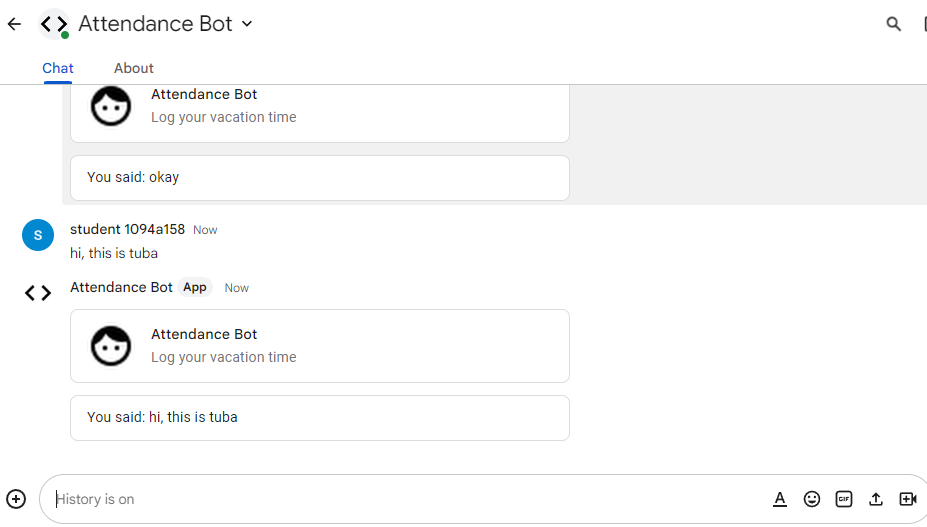 Attendance Bot
Chat About
Attendance Bot
Log your vacation time
You said: okay
S
student 1094a158 Now
hi, this is tuba
Attendance Bot App Now
Attendance Bot
Log your vacation time
You said: hi, this is tuba
History is on
A
GIF